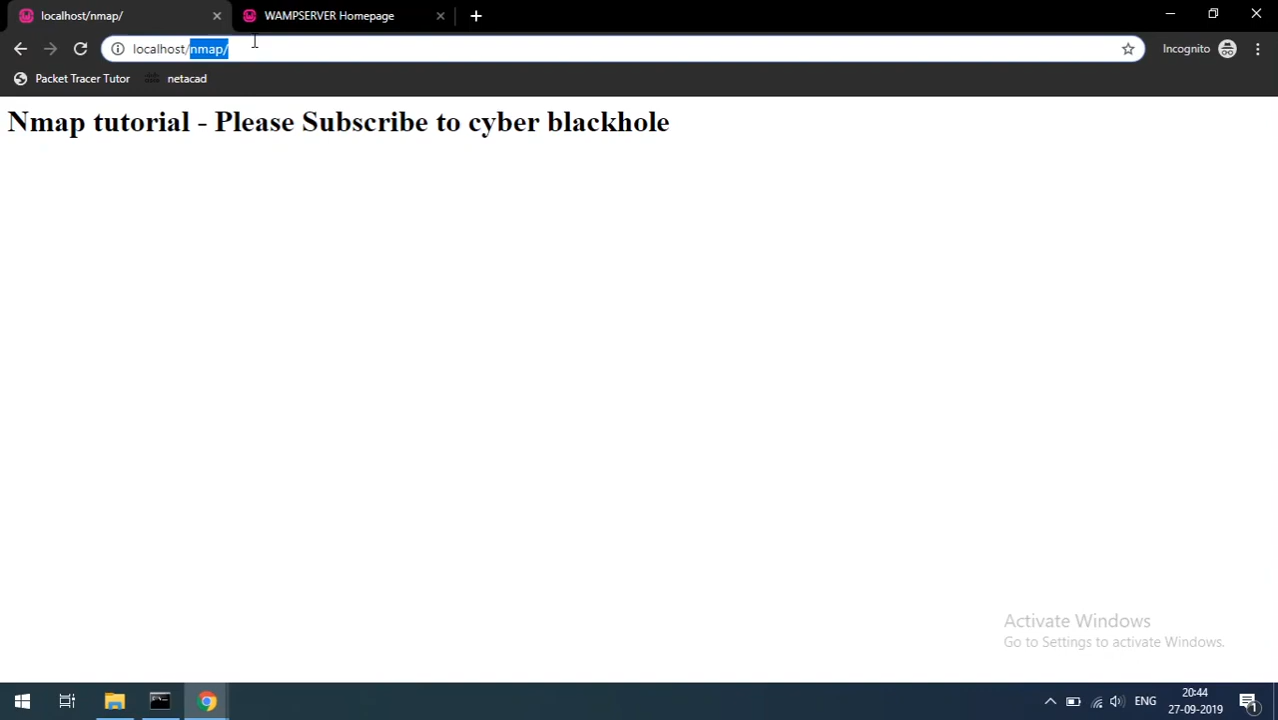 localhost/nmap/
WAMPSERVER Homepage
localhost/nmap/
Incognito
Packet Tracer Tutor
netacad
Nmap tutorial - Please Subscribe to cyber blackhole
Activate Windows
Go to Settings to activate Windows.
ENG
20:44
27-09-2019
1